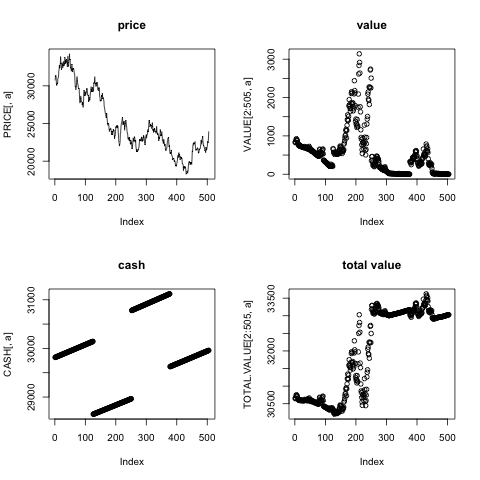 price
PRICE[, a]
20000 25000 30000
0 100 200 300 400 500
Index
value
VALUE[2:505, a]
0 1000 2000 3000
0 100 200 300 400 500
Index
cash
CASH[, a]
29000 30000 31000
0 100 200 300 400 500
Index
total value
TOTAL.VALUE[2:505, a]
30500 32000 33500
0 100 200 300 400 500
Index